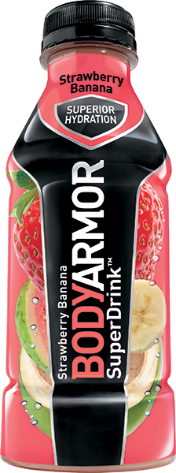 Strawberry
Banana
SUPERIOR
HYDRATION
Strawberry Banana
BODYARMOR
SuperDrink™